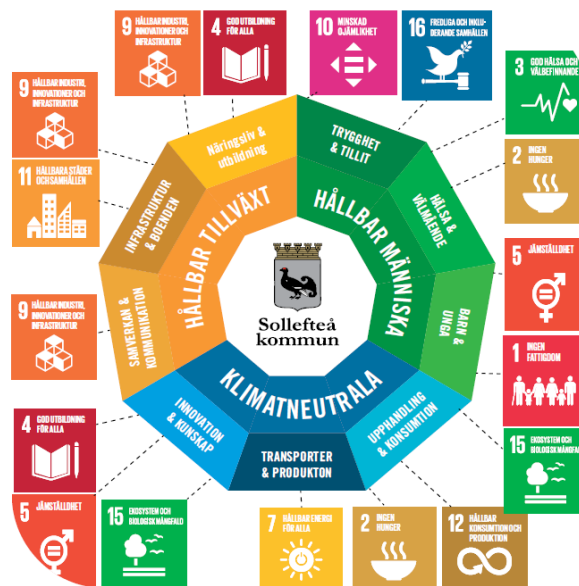 9 HÅLLBAR INDUSTRI,
INNOVATIONER OCH
INFRASTRUKTUR
4 GOD UTBILDNING
FÖR ALLA
10 MINSKAD
OJÄMLIKHET
16 FREDLIGA OCH INKLU-
DERANDE SAMHÄLLEN
3 GOD HÄLSA OCH
VÄLBEFINNANDE
9 HÅLLBAR INDUSTRI,
INNOVATIONER OCH
INFRASTRUKTUR
2 INGEN
HUNGER
11 HÅLLBARA STÄDER
OCH SAMHÄLLEN
5 JÄMSTÄLLDHET
9 HÅLLBAR INDUSTRI,
INNOVATIONER OCH
INFRASTRUKTUR
1 INGEN
FATTIGDOM
4 GOD UTBILDNING
FÖR ALLA
15 EKOSYSTEM OCH
BIOLOGISK MÅNGFALD
5 JÄMSTÄLLDHET
15 EKOSYSTEM OCH
BIOLOGISK MÅNGFALD
7 HÅLLBAR ENERGI
FÖR ALLA
2 INGEN
HUNGER
12 HÅLLBAR
KONSUMTION OCH
PRODUKTION
Näringsliv &
utbildning
TRYGGHET
& TILLIT
INFRASTRUKTUR
& BOENDEN
HÄLSA &
VÄLMÅENDE
SAMVERKAN &
KOMMUNIKATION
BARN &
UNGA
INNOVATION
& KUNSKAP
TRANSPORTER
& PRODUKTON
UPPHANDLING
& KONSUMTION
HÅLLBAR TILLVÄXT
HÅLLBAR MÄNNISKA
KLIMATNEUTRALA
Sollefteå
kommun